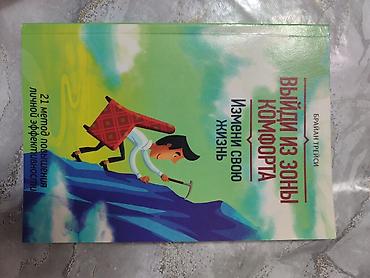 БРАЙАН ТРЕЙСИ
ВЫЙДИ ИЗ ЗОНЫ
КОМФОРТА
Измени свою
жизнь
21 метод повышения
личной эффективности